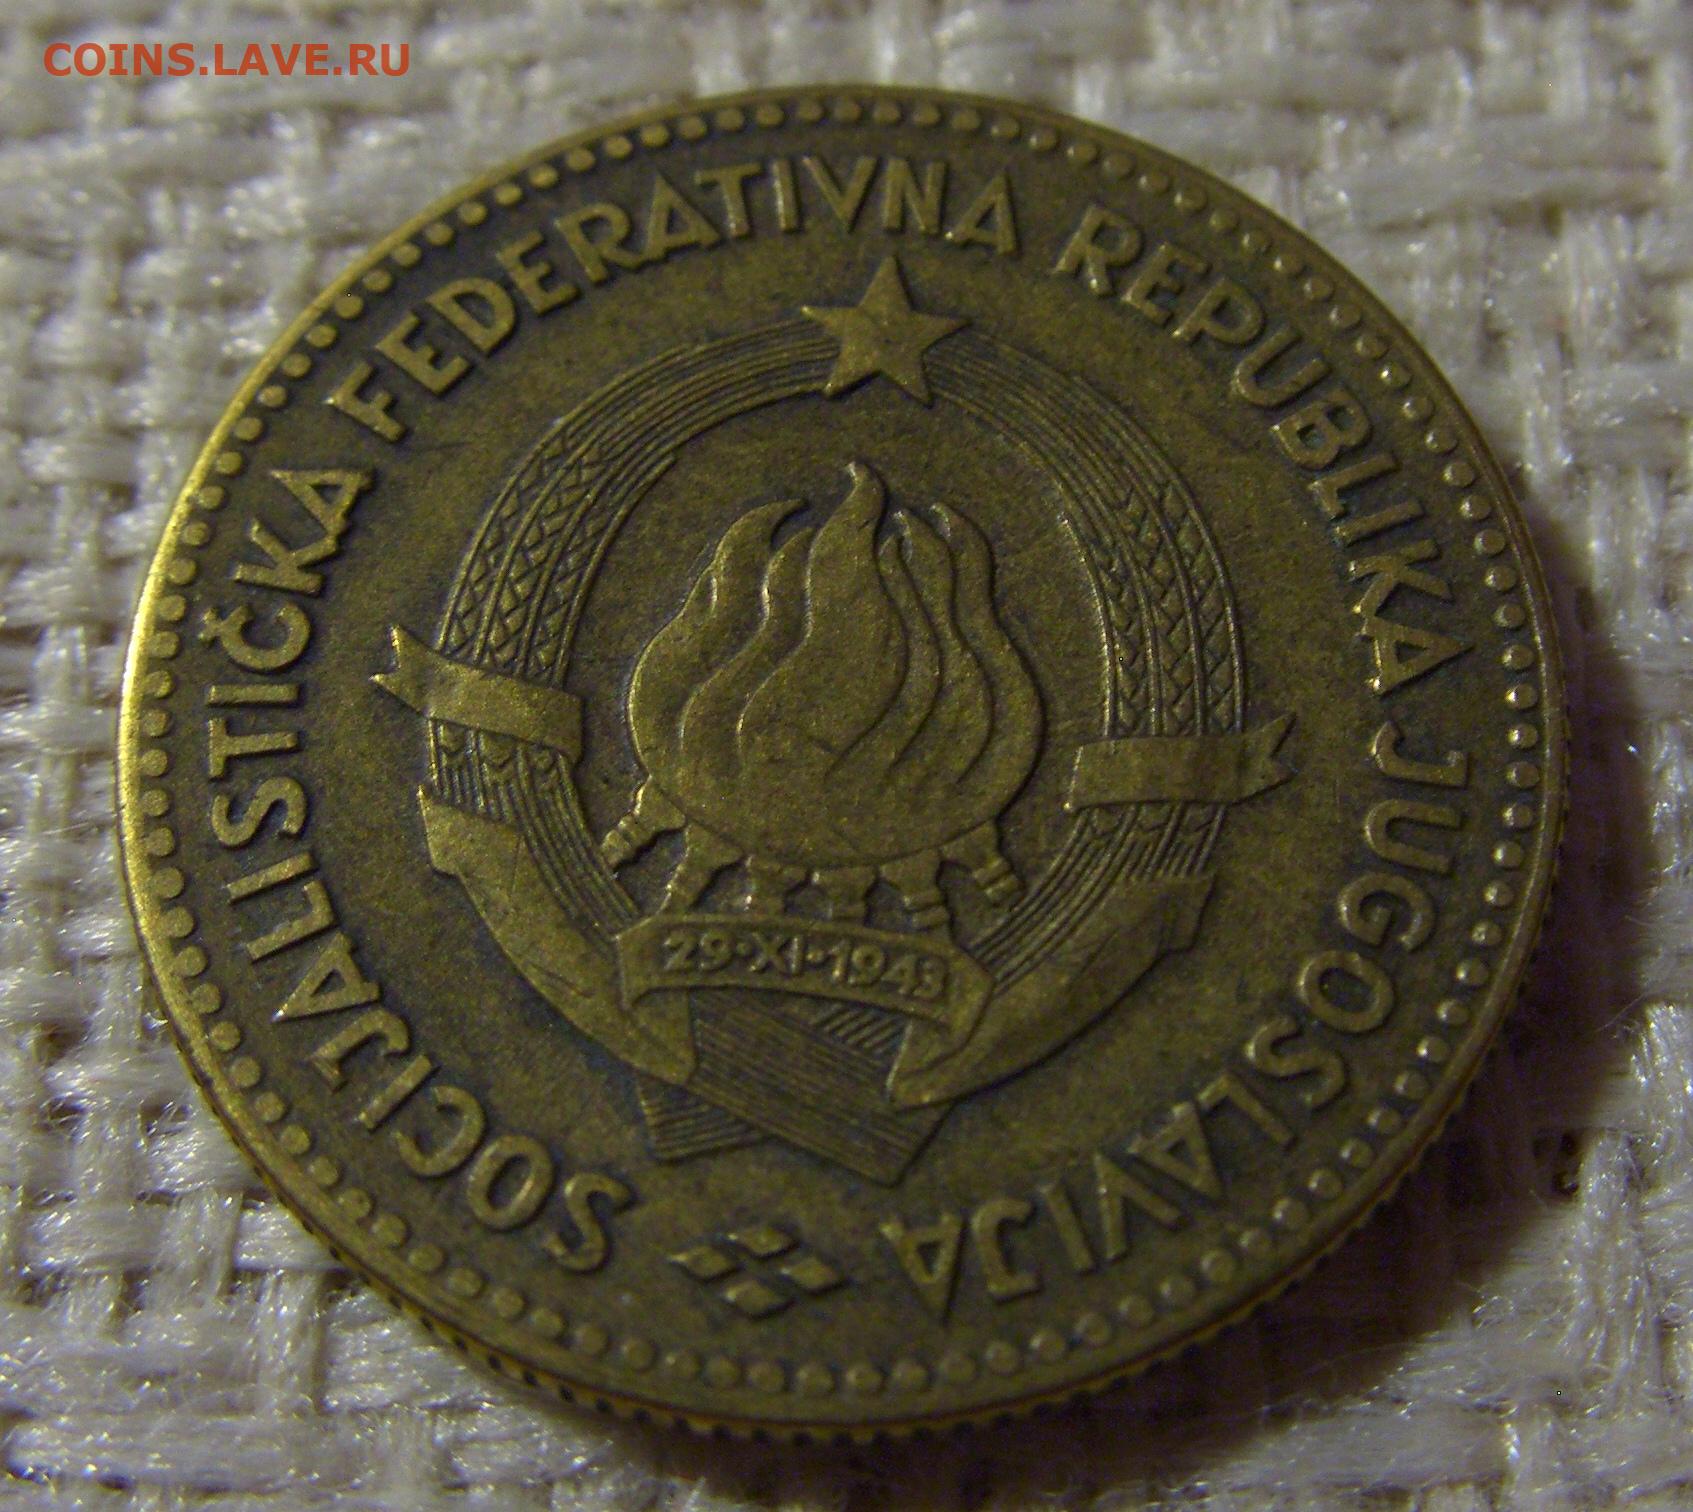 COINS.LAVE.RU
SOCIJALISTIČKA FEDERATIVNA REPUBLIKA JUGOSLAVIJA
29·XI·1943